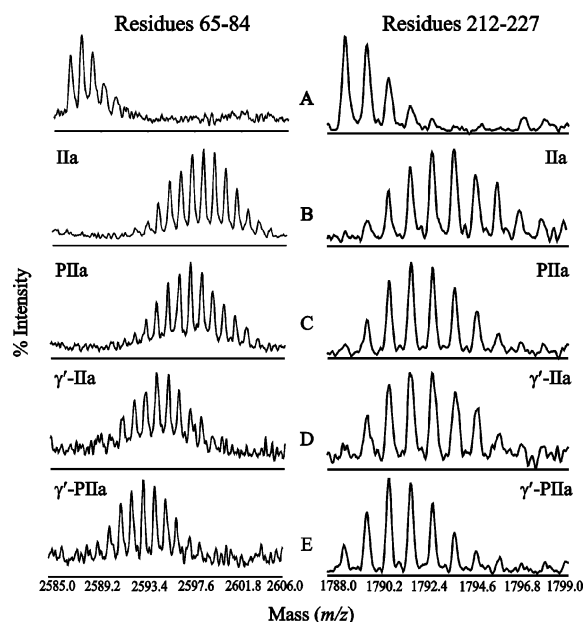 Residues 65-84 Residues 212-227
A
IIa B IIa
PIIa C PIIa
% Intensity
γ′-IIa D γ′-IIa
γ′-PIIa E γ′-PIIa
2585.0 2589.2 2593.4 2597.6 2601.8 2606.0 1788.0 1790.2 1792.4 1794.6 1796.8 1799.0
Mass (m/z)